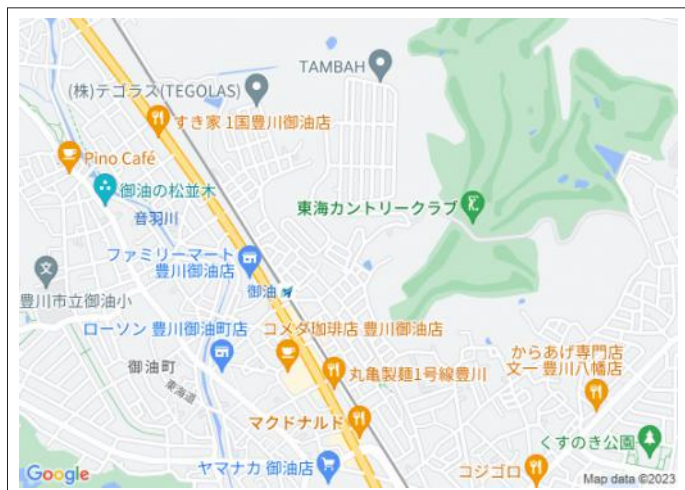 TAMBAH
(株)テゴラス(TEGOLAS)
すき家 1国豊川御油店
Pino Café
御油の松並木
音羽川
東海カントリークラブ
ファミリーマート
豊川御油店
豊川市立御油小
御油
ローソン 豊川御油町店
コメダ珈琲店 豊川御油店
御油町
東海道
丸亀製麺1号線豊川
からあげ専門店
文一 豊川八幡店
マクドナルド
くすのき公園
ヤマナカ 御油店
コジゴロ
Google
Map data ©2023